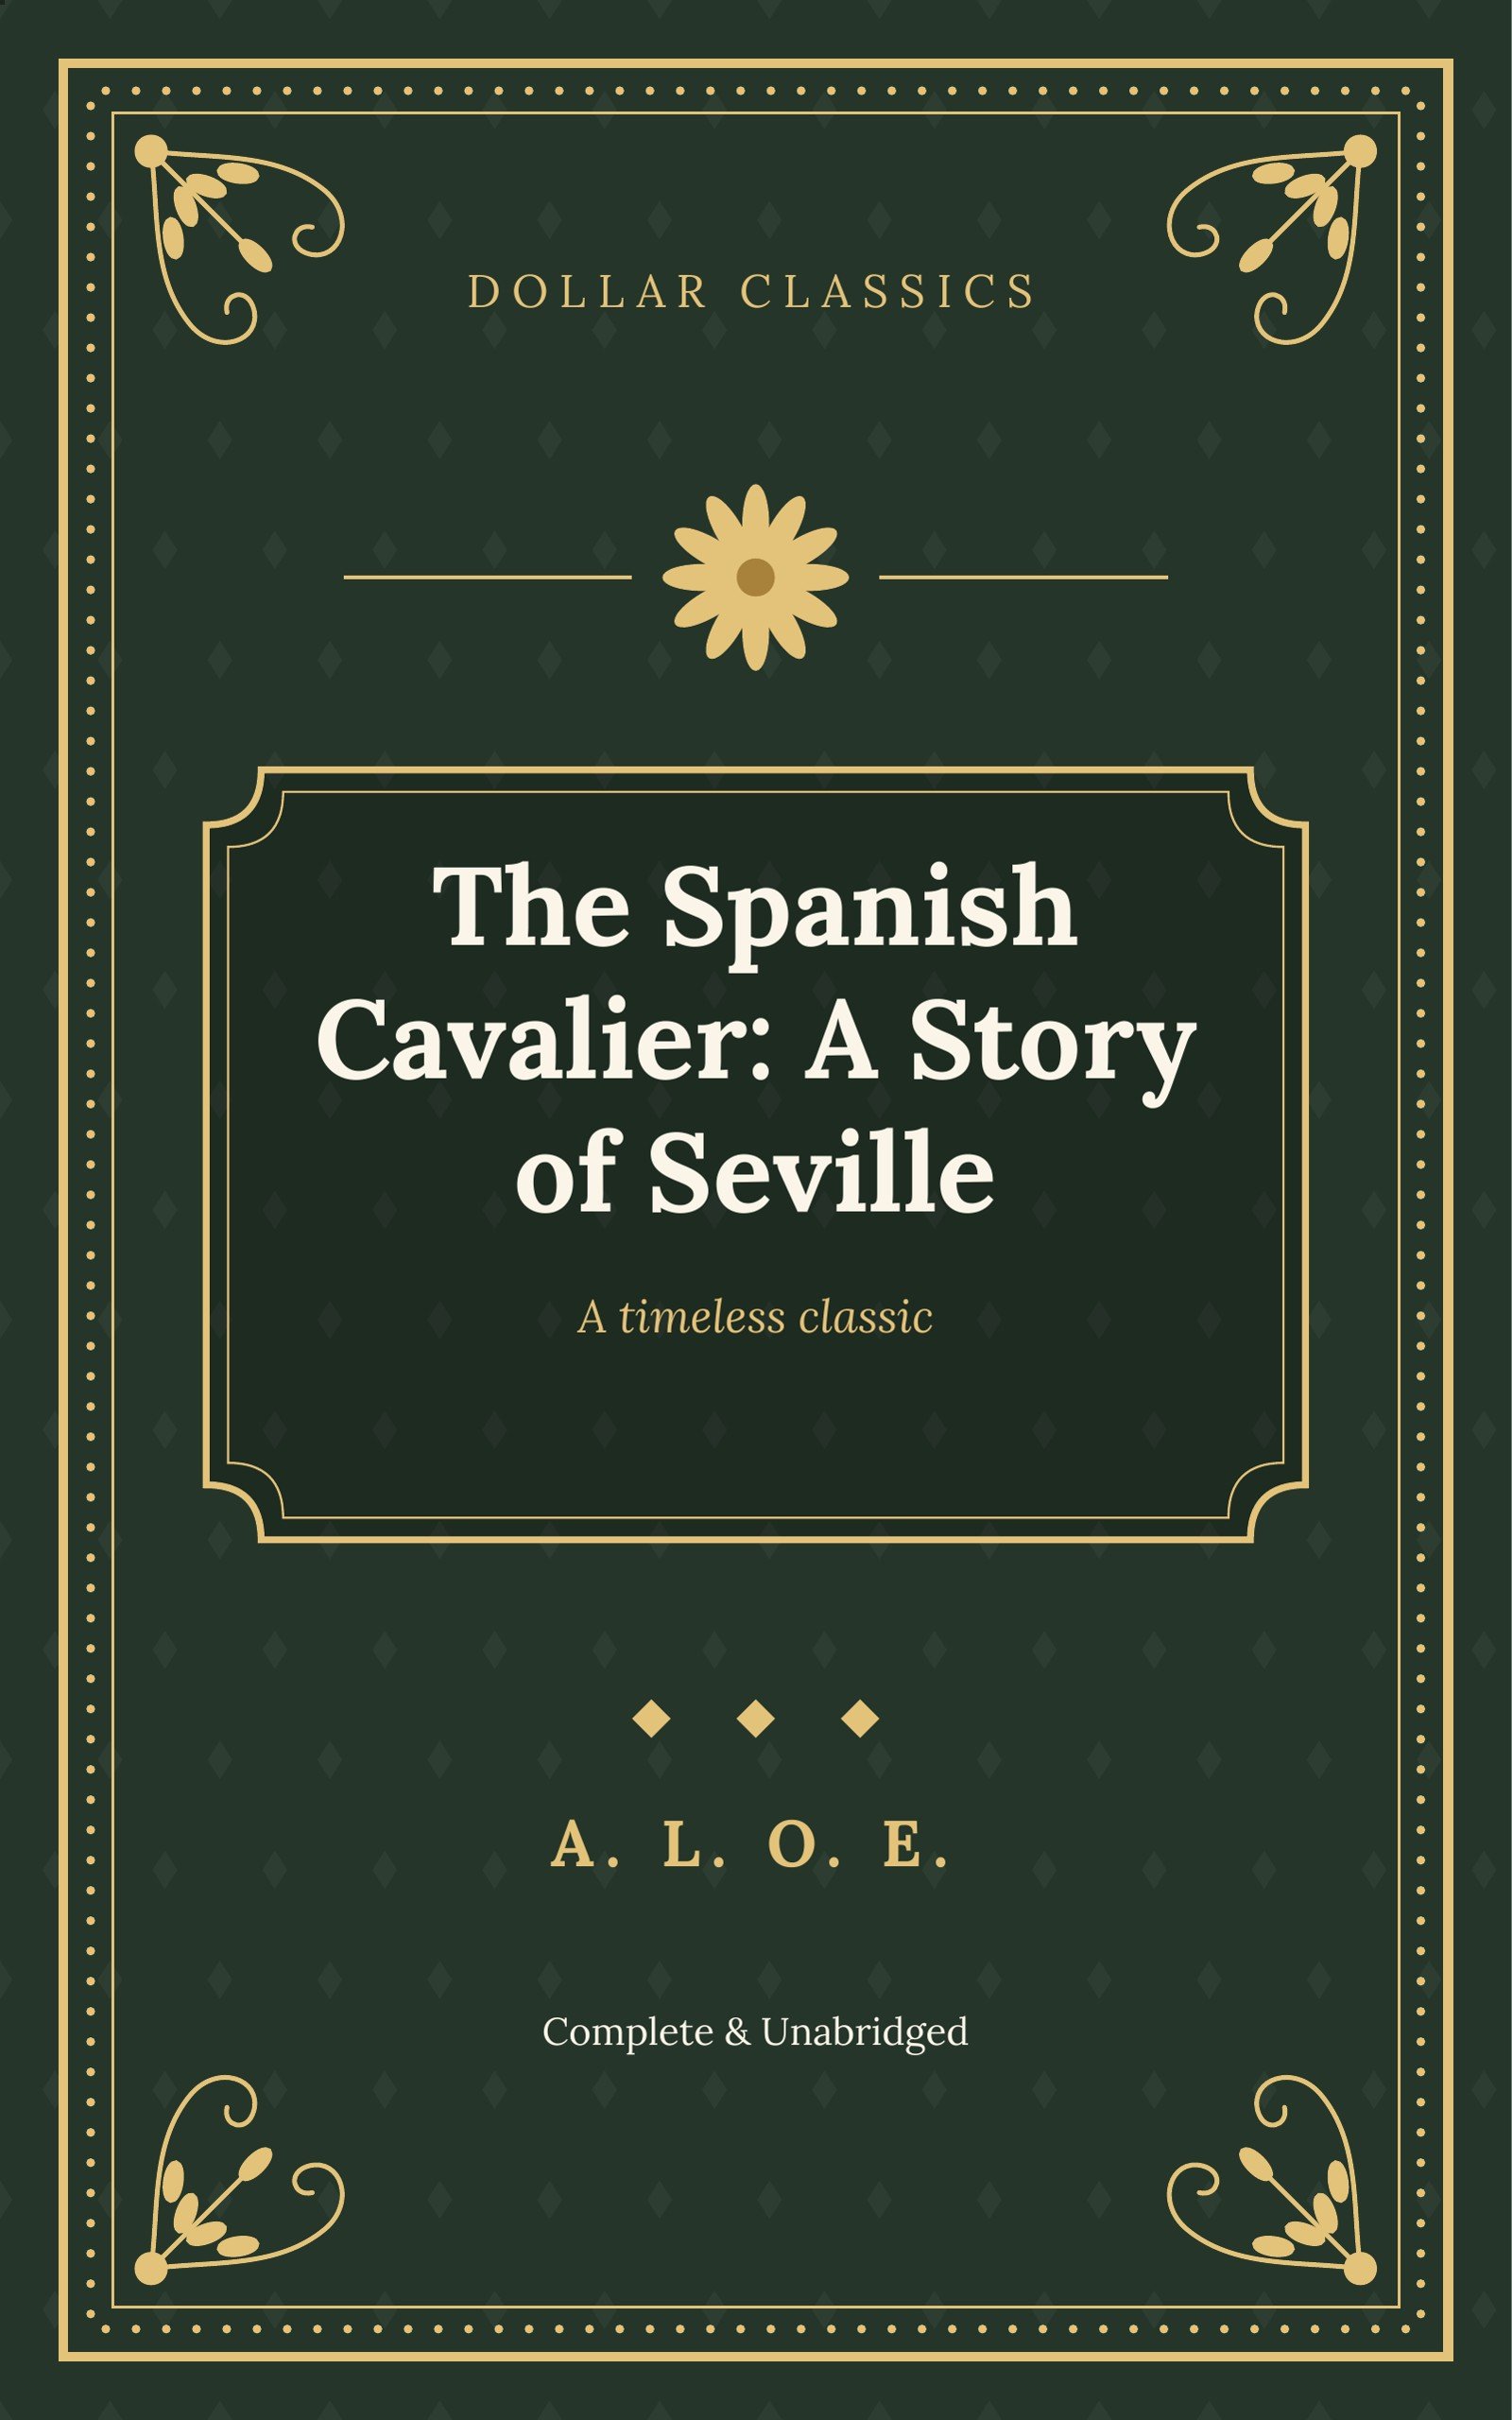 DOLLAR CLASSICS
The Spanish
Cavalier: A Story
of Seville
A timeless classic
A. L. O. E.
Complete & Unabridged